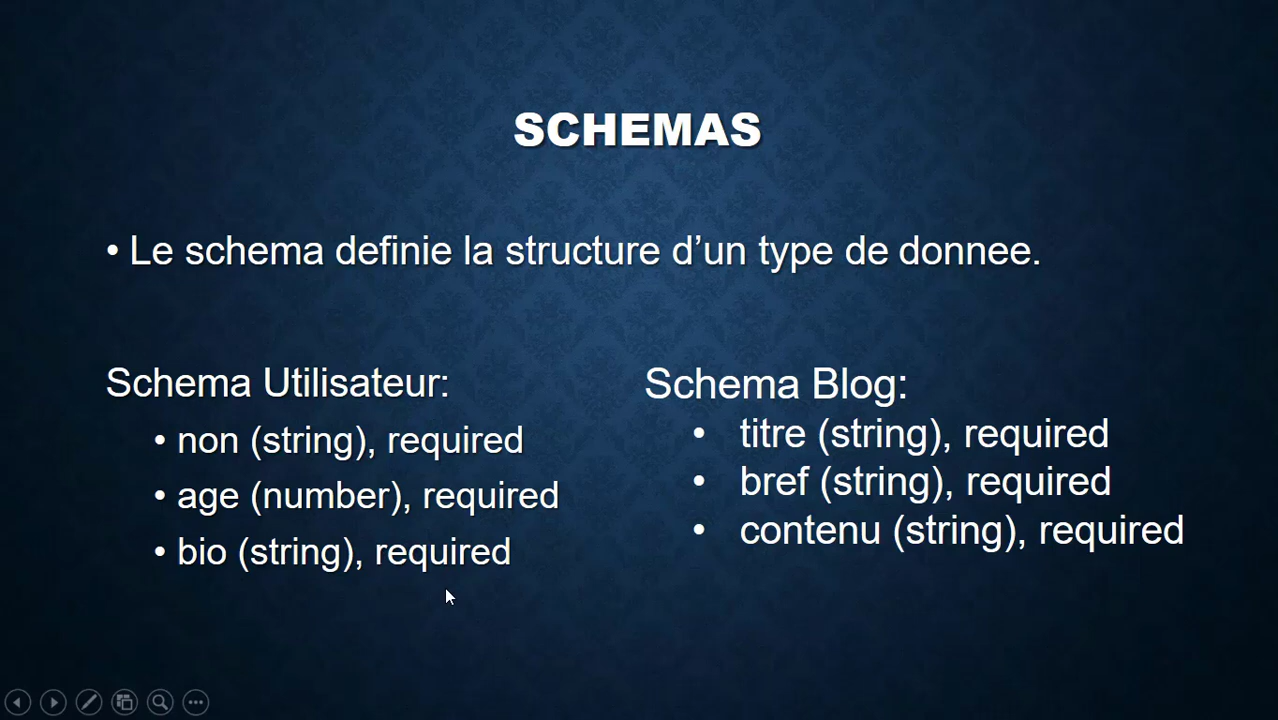 SCHEMAS
• Le schema definie la structure d’un type de donnee.
Schema Utilisateur:
• non (string), required
• age (number), required
• bio (string), required
Schema Blog:
• titre (string), required
• bref (string), required
• contenu (string), required